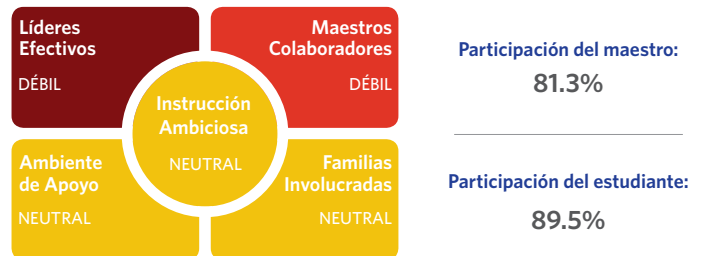 Líderes
Efectivos
DÉBIL
Maestros
Colaboradores
DÉBIL
Instrucción
Ambiciosa
NEUTRAL
Ambiente
de Apoyo
NEUTRAL
Familias
Involucradas
NEUTRAL
Participación del maestro:
81.3%
Participación del estudiante:
89.5%